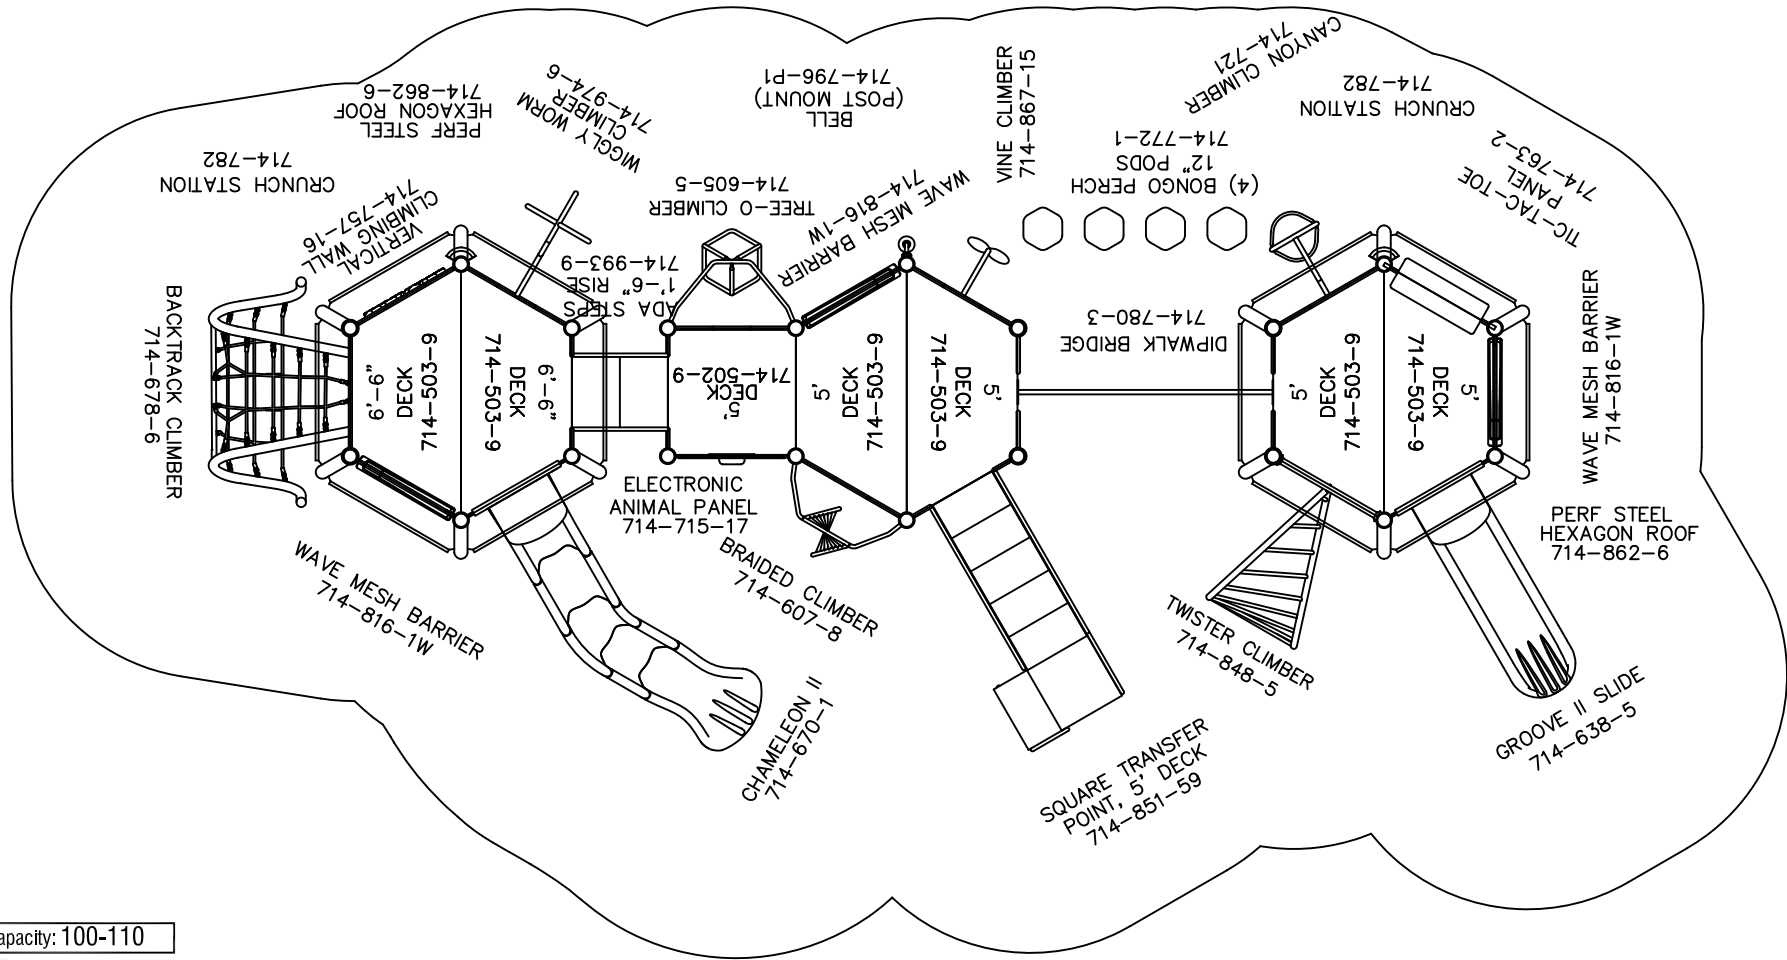 CANYON CLIMBER
714-721
CRUNCH STATION
714-782
VINE CLIMBER
714-867-15
BELL
(POST MOUNT)
714-796-P1
WIGGLY WORM
CLIMBER
714-974-6
PERF STEEL
HEXAGON ROOF
714-862-6
CRUNCH STATION
714-782
(4) BONGO PERCH
12" PODS
714-772-1
TIC-TAC-TOE
PANEL
714-763-2
TREE-O CLIMBER
714-605-5
WAVE MESH BARRIER
714-816-1W
VERTICAL
CLIMBING WALL
714-757-16
ADA STEPS
1'-6" RISE
714-993-9
BACKTRACK CLIMBER
714-678-6
6'-6"
DECK
714-503-9
6'-6"
DECK
714-503-9
5'
DECK
714-502-9
5'
DECK
714-503-9
5'
DECK
714-503-9
DIPWALK BRIDGE
714-780-3
5'
DECK
714-503-9
5'
DECK
714-503-9
WAVE MESH BARRIER
714-816-1W
ELECTRONIC
ANIMAL PANEL
714-715-17
BRAIDED CLIMBER
714-607-8
WAVE MESH BARRIER
714-816-1W
PERF STEEL
HEXAGON ROOF
714-862-6
TWISTER CLIMBER
714-848-5
GROOVE II SLIDE
714-638-5
CHAMELEON II
714-670-1
SQUARE TRANSFER
POINT, 5' DECK
714-851-59
apacity: 100-110